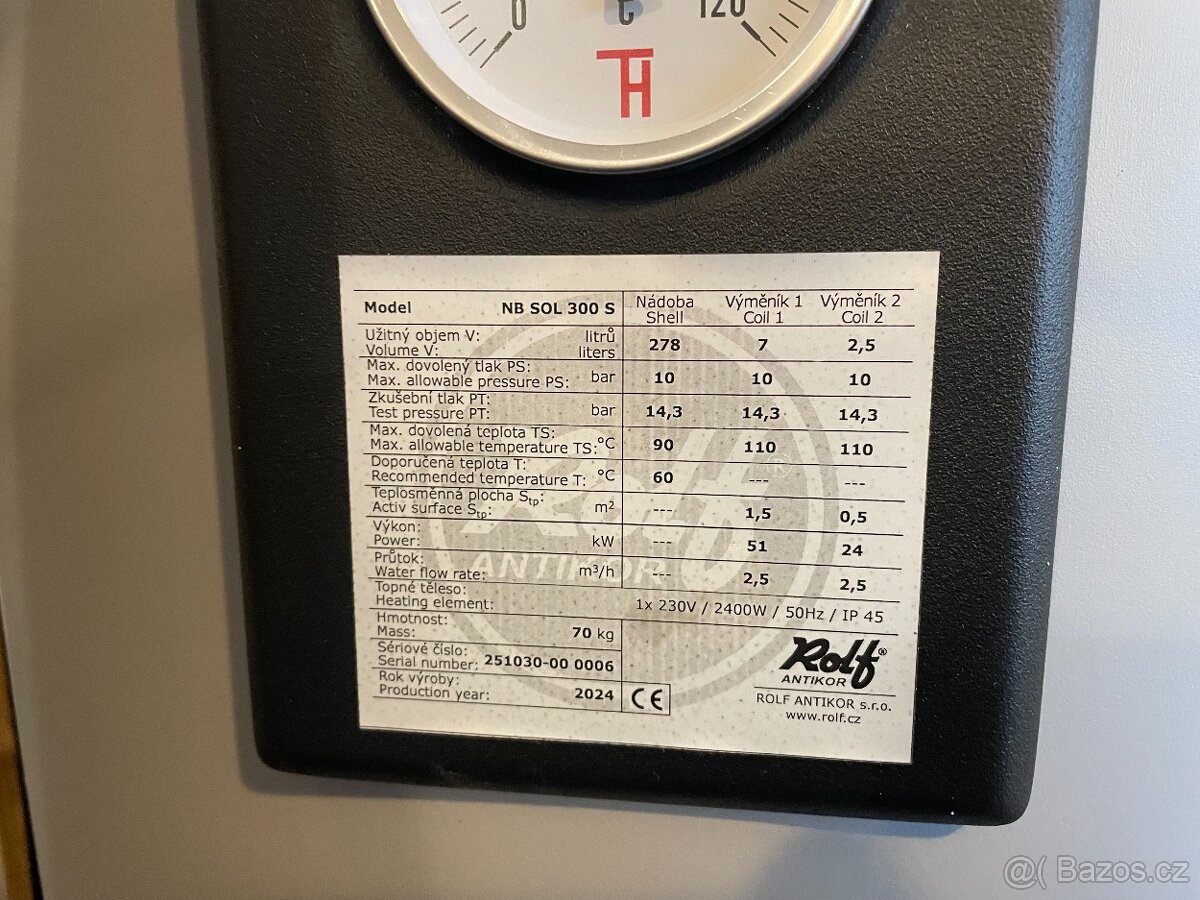 0 °C 120
TH
Model NB SOL 300 S Nádoba Výměník 1 Výměník 2
Shell Coil 1 Coil 2
Užitný objem V: litrů
Volume V: liters 278 7 2,5
Max. dovolený tlak PS:
Max. allowable pressure PS: bar 10 10 10
Zkušební tlak PT:
Test pressure PT: bar 14,3 14,3 14,3
Max. dovolená teplota TS:
Max. allowable temperature TS: °C 90 110 110
Doporučená teplota T:
Recommended temperature T: °C 60 --- ---
Teplosměnná plocha Stp:
Activ surface Stp: m² --- 1,5 0,5
Výkon:
Power: kW --- 51 24
Průtok:
Water flow rate: m³/h --- 2,5 2,5
Topné těleso:
Heating element: 1x 230V / 2400W / 50Hz / IP 45
Hmotnost:
Mass: 70 kg
Sériové číslo:
Serial number: 251030-00 0006
Rok výroby:
Production year: 2024 CE
Rolf®
ANTIKOR
ROLF ANTIKOR s.r.o.
www.rolf.cz
Rolf
ANTIKOR
Bazos.cz